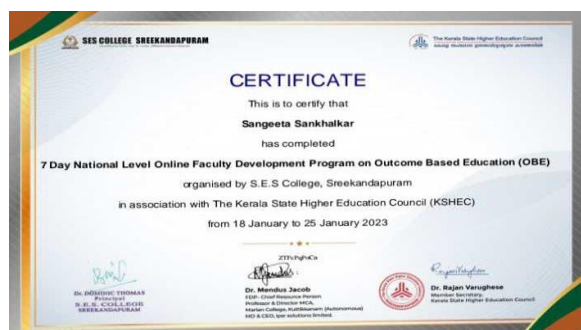 SES COLLEGE SREEKANDAPURAM
The Kerala State Higher Education Council
CERTIFICATE
This is to certify that
Sangeeta Sankhalkar
has completed
7 Day National Level Online Faculty Development Program on Outcome Based Education (OBE)
organised by S.E.S College, Sreekandapuram
in association with The Kerala State Higher Education Council (KSHEC)
from 18 January to 25 January 2023
Dr. DOMINIC THOMAS
Principal
S.E.S. COLLEGE
SREEKANDAPURAM
Dr. Mendus Jacob
FDP- Chief Resource Person
Professor & Director MCA,
Marian College, Kuttikkanam (Autonomous)
MD & CEO, ipsr solutions limited.
Dr. Rajan Varughese
Member Secretary,
Kerala State Higher Education Council